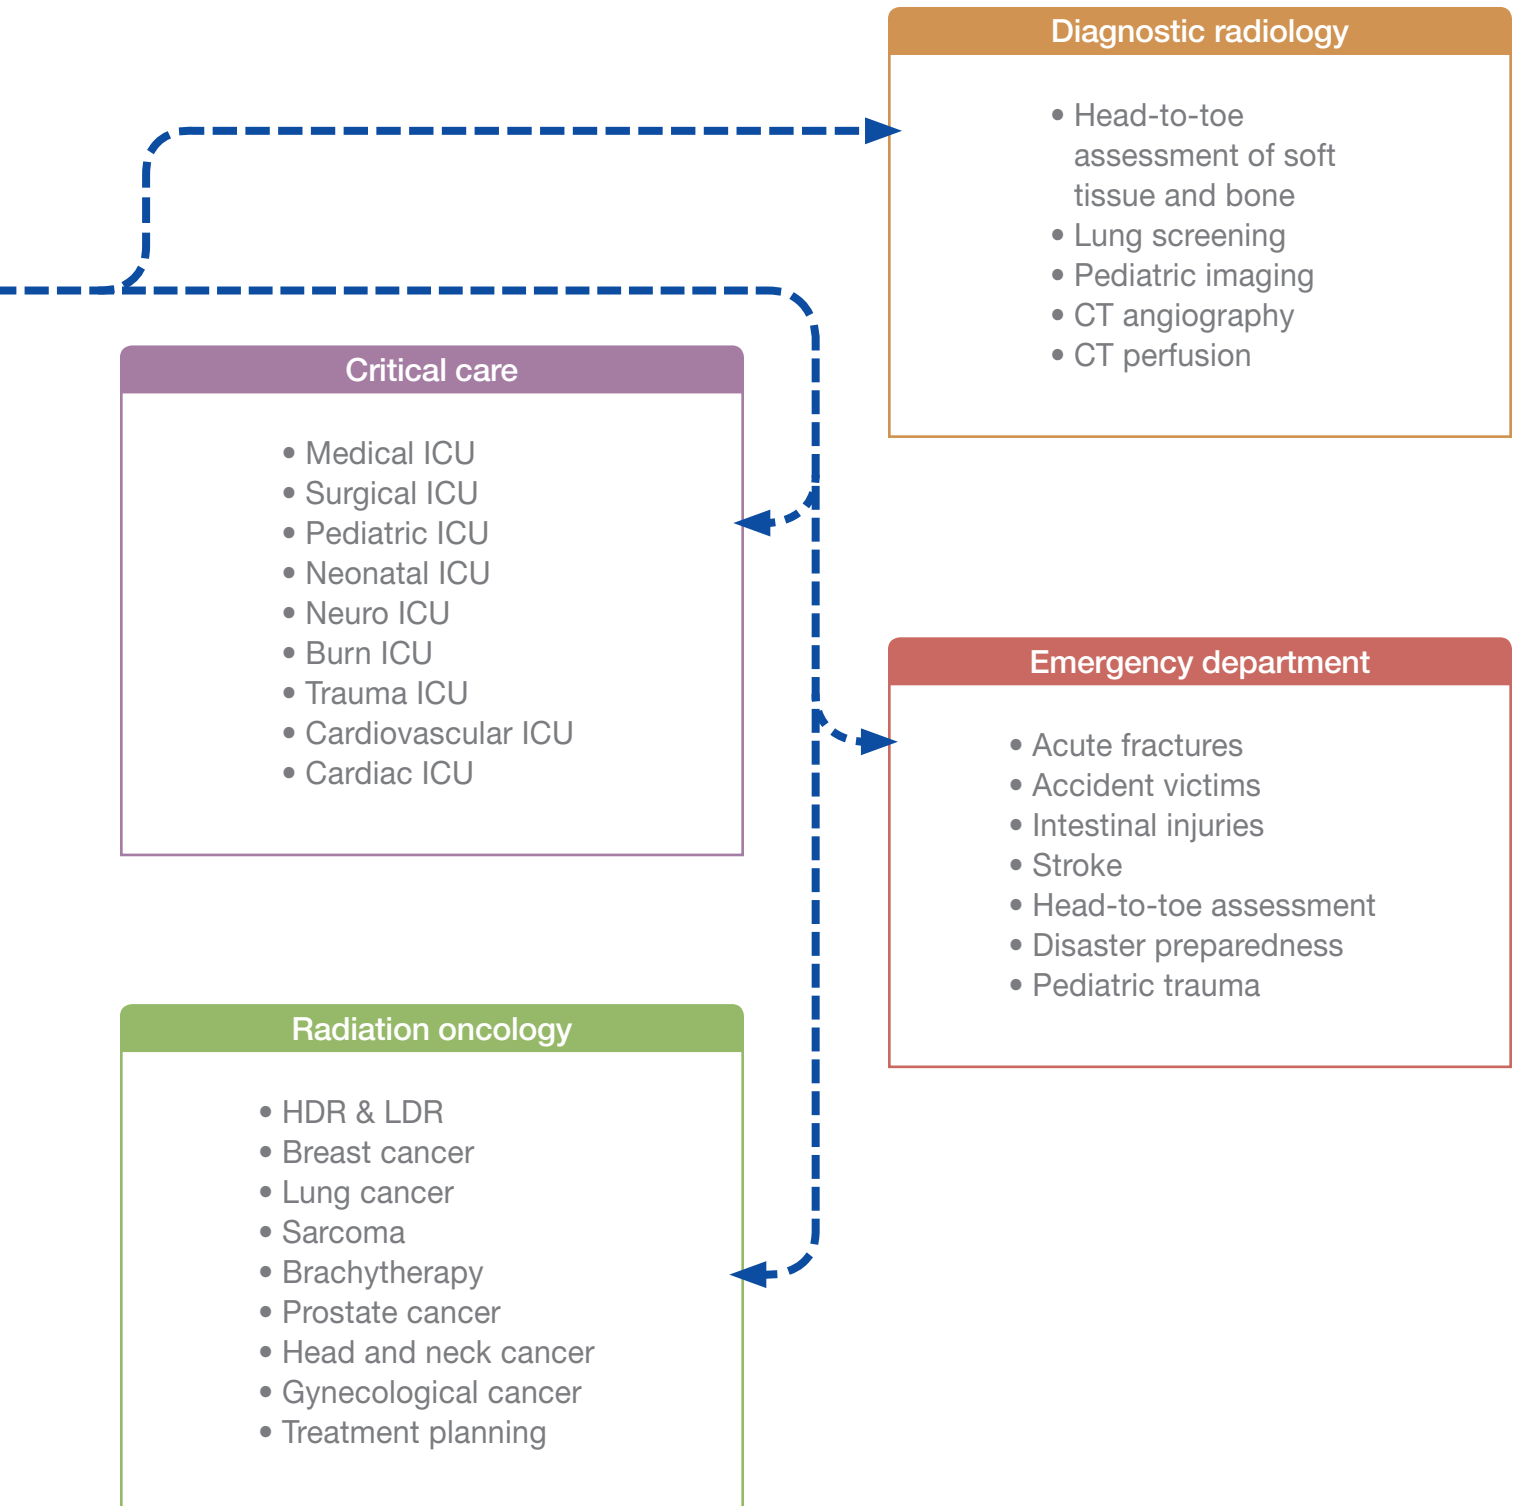 Diagnostic radiology
• Head-to-toe
assessment of soft
tissue and bone
• Lung screening
• Pediatric imaging
• CT angiography
• CT perfusion
Critical care
• Medical ICU
• Surgical ICU
• Pediatric ICU
• Neonatal ICU
• Neuro ICU
• Burn ICU
• Trauma ICU
• Cardiovascular ICU
• Cardiac ICU
Emergency department
• Acute fractures
• Accident victims
• Intestinal injuries
• Stroke
• Head-to-toe assessment
• Disaster preparedness
• Pediatric trauma
Radiation oncology
• HDR & LDR
• Breast cancer
• Lung cancer
• Sarcoma
• Brachytherapy
• Prostate cancer
• Head and neck cancer
• Gynecological cancer
• Treatment planning